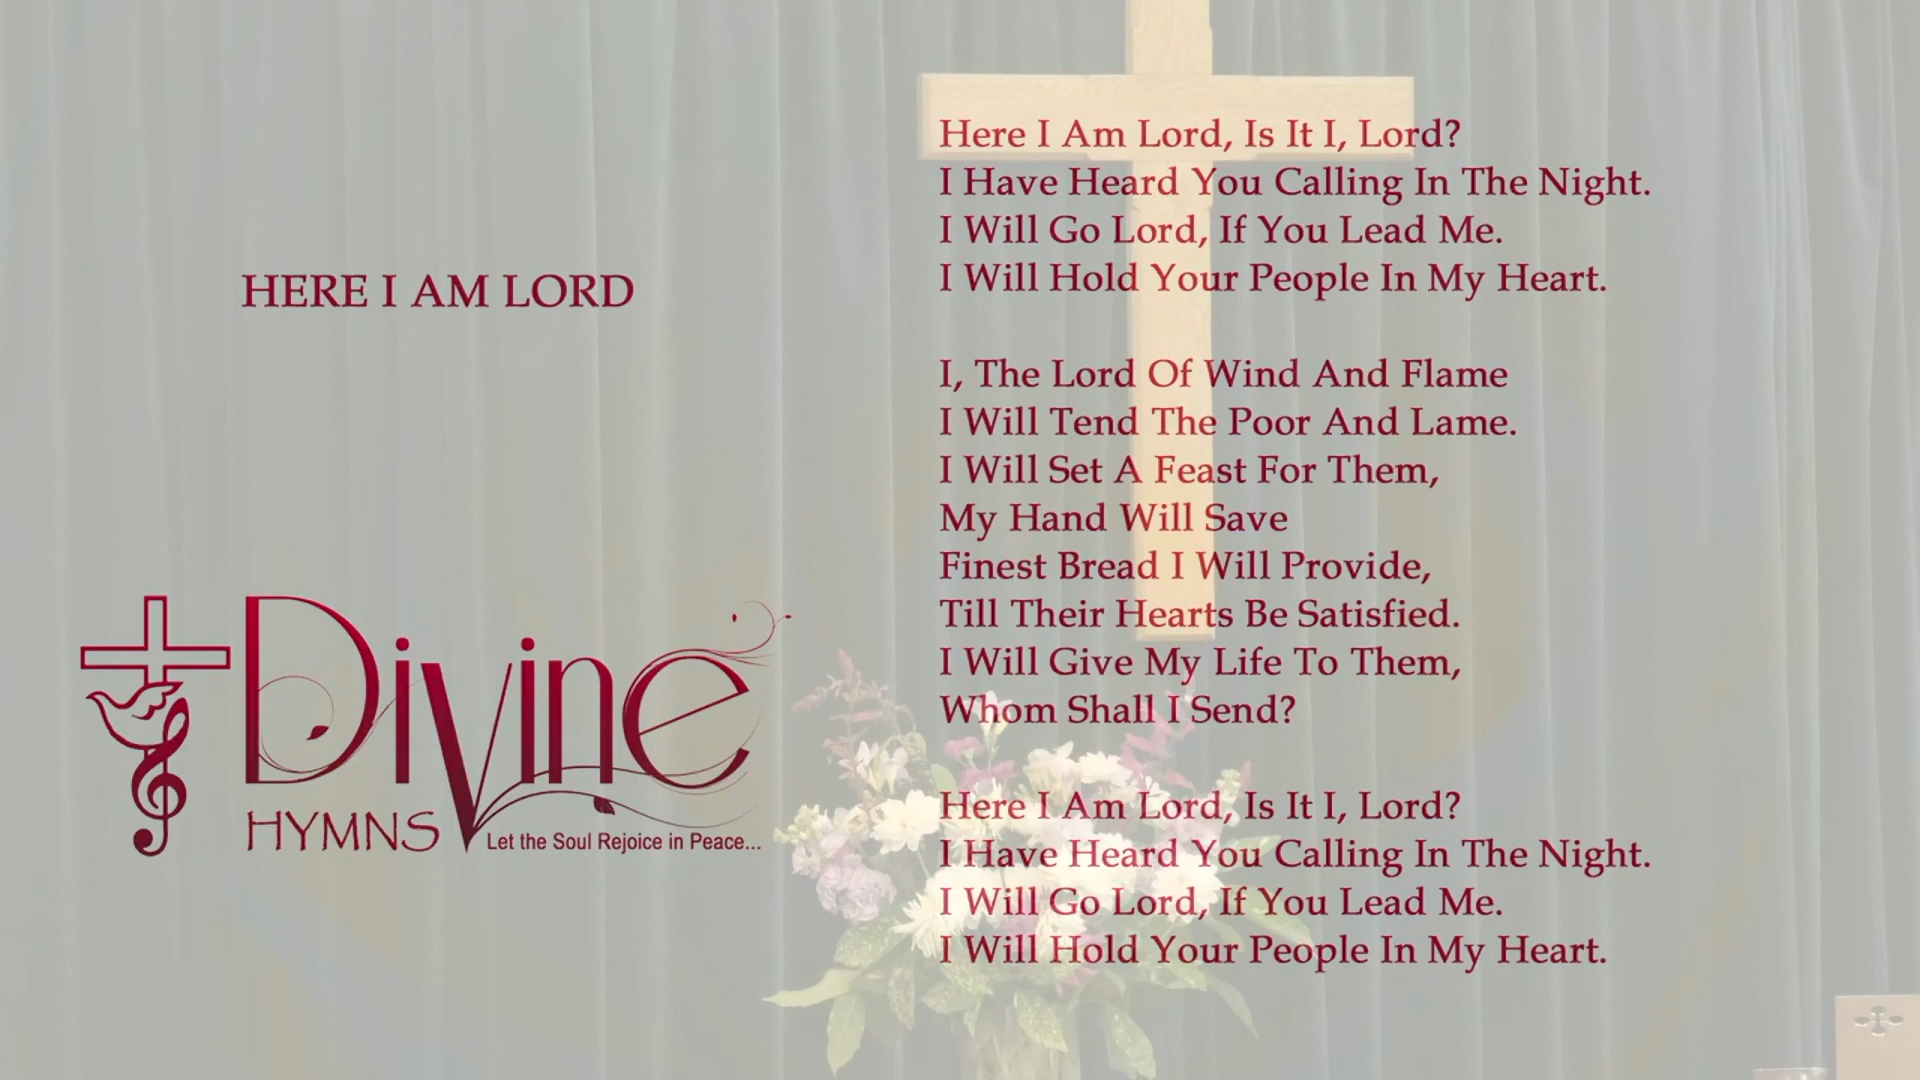 HERE I AM LORD
Divine
HYMNS
Let the Soul Rejoice in Peace...
Here I Am Lord, Is It I, Lord?
I Have Heard You Calling In The Night.
I Will Go Lord, If You Lead Me.
I Will Hold Your People In My Heart.
I, The Lord Of Wind And Flame
I Will Tend The Poor And Lame.
I Will Set A Feast For Them,
My Hand Will Save
Finest Bread I Will Provide,
Till Their Hearts Be Satisfied.
I Will Give My Life To Them,
Whom Shall I Send?
Here I Am Lord, Is It I, Lord?
I Have Heard You Calling In The Night.
I Will Go Lord, If You Lead Me.
I Will Hold Your People In My Heart.